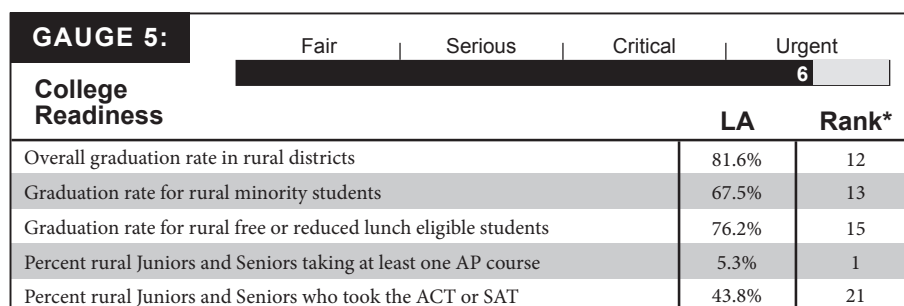 GAUGE 5:
Fair Serious Critical Urgent
6
College
Readiness
LA Rank*
Overall graduation rate in rural districts 81.6% 12
Graduation rate for rural minority students 67.5% 13
Graduation rate for rural free or reduced lunch eligible students 76.2% 15
Percent rural Juniors and Seniors taking at least one AP course 5.3% 1
Percent rural Juniors and Seniors who took the ACT or SAT 43.8% 21